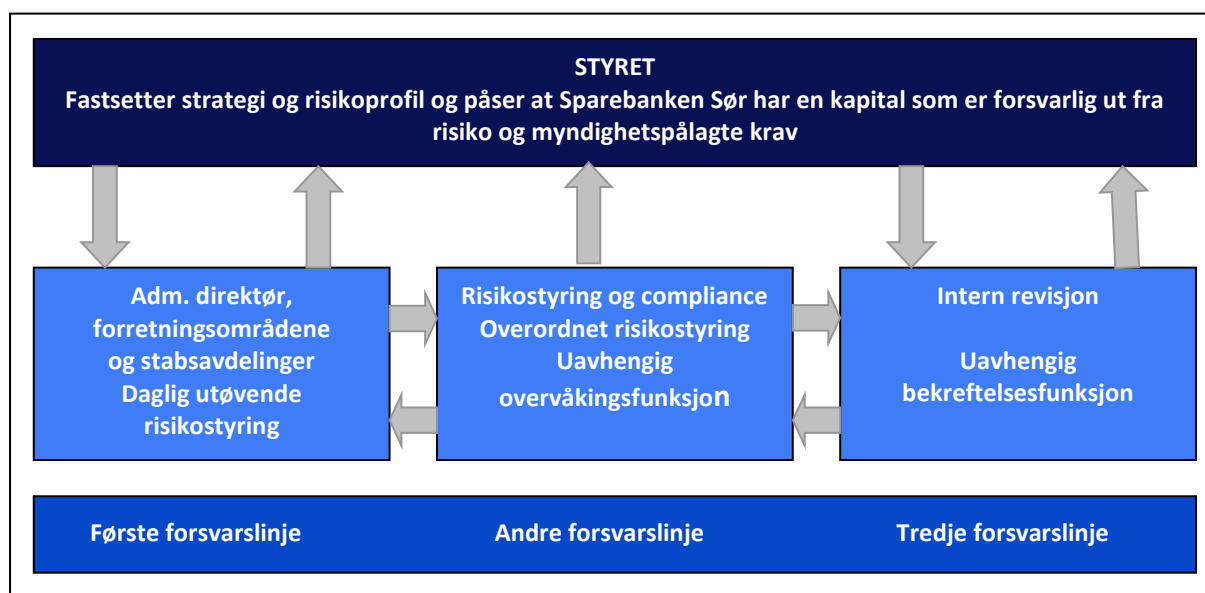 STYRET
Fastsetter strategi og risikoprofil og påser at Sparebanken Sør har en kapital som er forsvarlig ut fra
risiko og myndighetspålagte krav
Adm. direktør,
forretningsområdene
og stabsavdelinger
Daglig utøvende
risikostyring
Risikostyring og compliance
Overordnet risikostyring
Uavhengig
overvåkingsfunksjon
Intern revisjon
Uavhengig
bekreftelsesfunksjon
Første forsvarslinje
Andre forsvarslinje
Tredje forsvarslinje